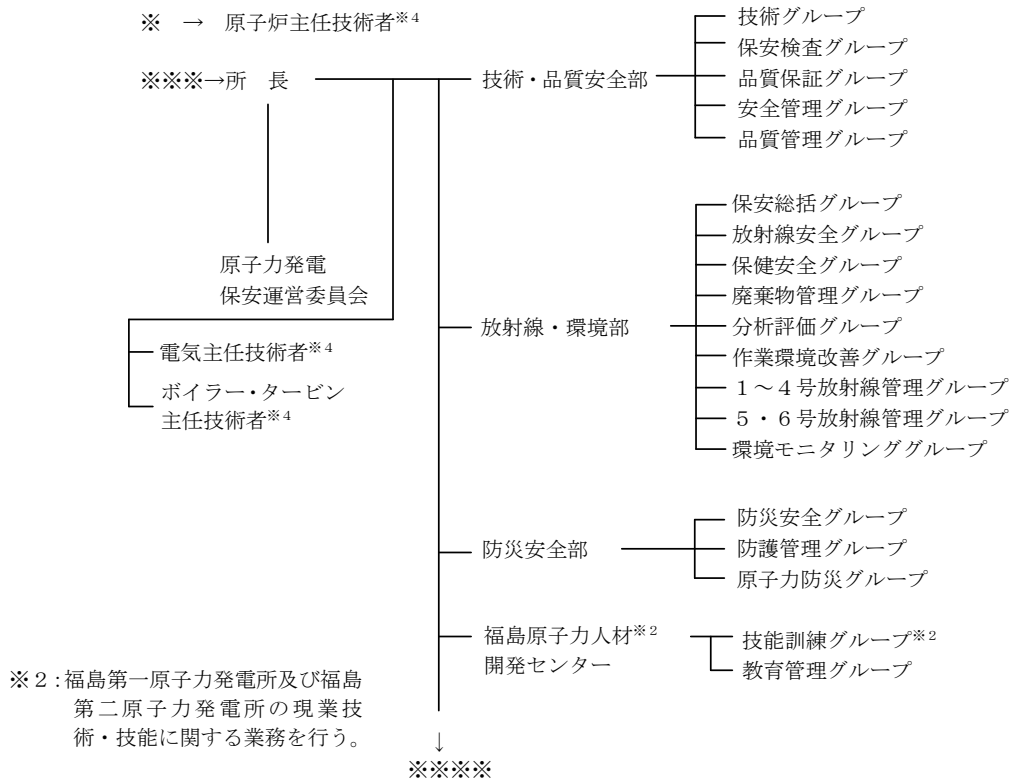 ※ → 原子炉主任技術者※4
※※※→所 長
原子力発電
保安運営委員会
電気主任技術者※4
ボイラー・タービン
主任技術者※4
技術・品質安全部
技術グループ
保安検査グループ
品質保証グループ
安全管理グループ
品質管理グループ
放射線・環境部
保安総括グループ
放射線安全グループ
保健安全グループ
廃棄物管理グループ
分析評価グループ
作業環境改善グループ
1~4号放射線管理グループ
5・6号放射線管理グループ
環境モニタリンググループ
防災安全部
防災安全グループ
防護管理グループ
原子力防災グループ
福島原子力人材※2
開発センター
技能訓練グループ※2
教育管理グループ
※2:福島第一原子力発電所及び福島
第二原子力発電所の現業技
術・技能に関する業務を行う。
↓
※※※※